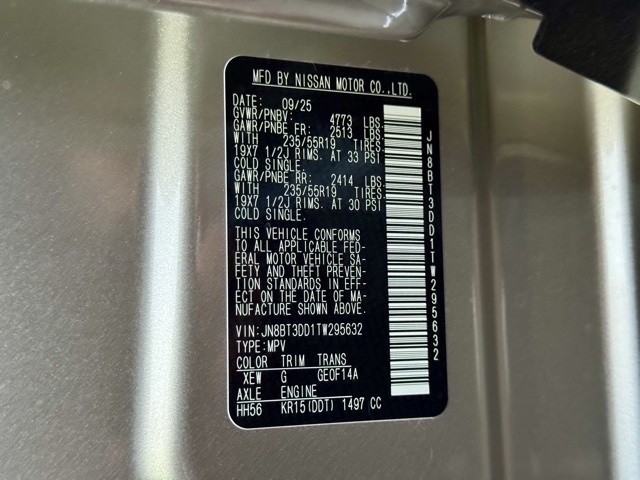 MFD BY NISSAN MOTOR CO.,LTD.
DATE: 09/25
GVWR/PNBV: 4773 LBS.
GAWR/PNBE FR: 2513 LBS.
WITH 235/55R19 TIRES.
19X7 1/2J RIMS. AT 33 PSI
COLD SINGLE.
GAWR/PNBE RR: 2414 LBS.
WITH 235/55R19 TIRES
19X7 1/2J RIMS. AT 30 PSI
COLD SINGLE.
THIS VEHICLE CONFORMS
TO ALL APPLICABLE FED-
ERAL MOTOR VEHICLE SA-
FETY AND THEFT PREVEN-
TION STANDARDS IN EFF-
ECT ON THE DATE OF MA-
NUFACTURE SHOWN ABOVE.
VIN:JN8BT3DD1TW295632
TYPE:MPV
COLOR TRIM TRANS
XEW G GE0F14A
AXLE ENGINE
HH56 KR15(DDT) 1497 CC
JN8BT3DD1TW295632